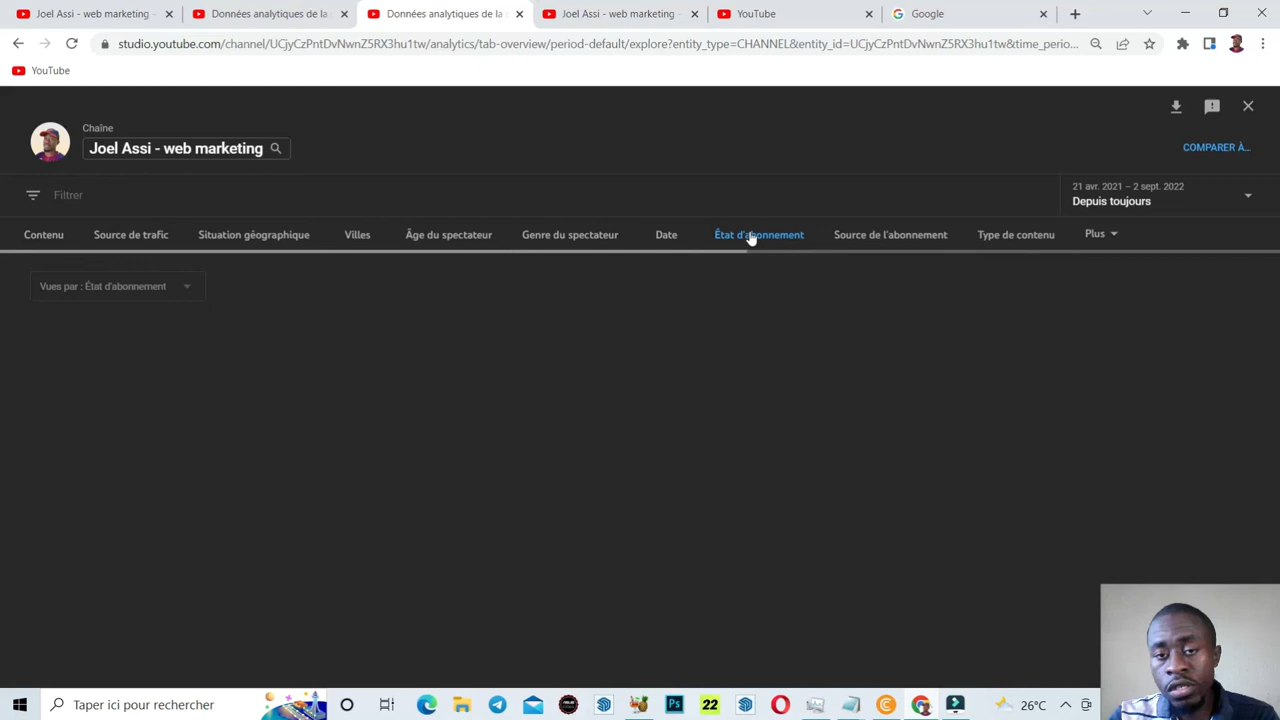 Joel Assi - web marketing -
Données analytiques de la c
Données analytiques de la c
Joel Assi - web marketing -
YouTube
Google
studio.youtube.com/channel/UCjyCzPntDvNwnZ5RX3hu1tw/analytics/tab-overview/period-default/explore?entity_type=CHANNEL&entity_id=UCjyCzPntDvNwnZ5RX3hu1tw&time_perio...
YouTube
Chaîne
Joel Assi - web marketing
COMPARER À...
Filtrer
21 avr. 2021 – 2 sept. 2022
Depuis toujours
Contenu
Source de trafic
Situation géographique
Villes
Âge du spectateur
Genre du spectateur
Date
État d'abonnement
Source de l'abonnement
Type de contenu
Plus
Vues par : État d'abonnement
Taper ici pour rechercher
22
26°C